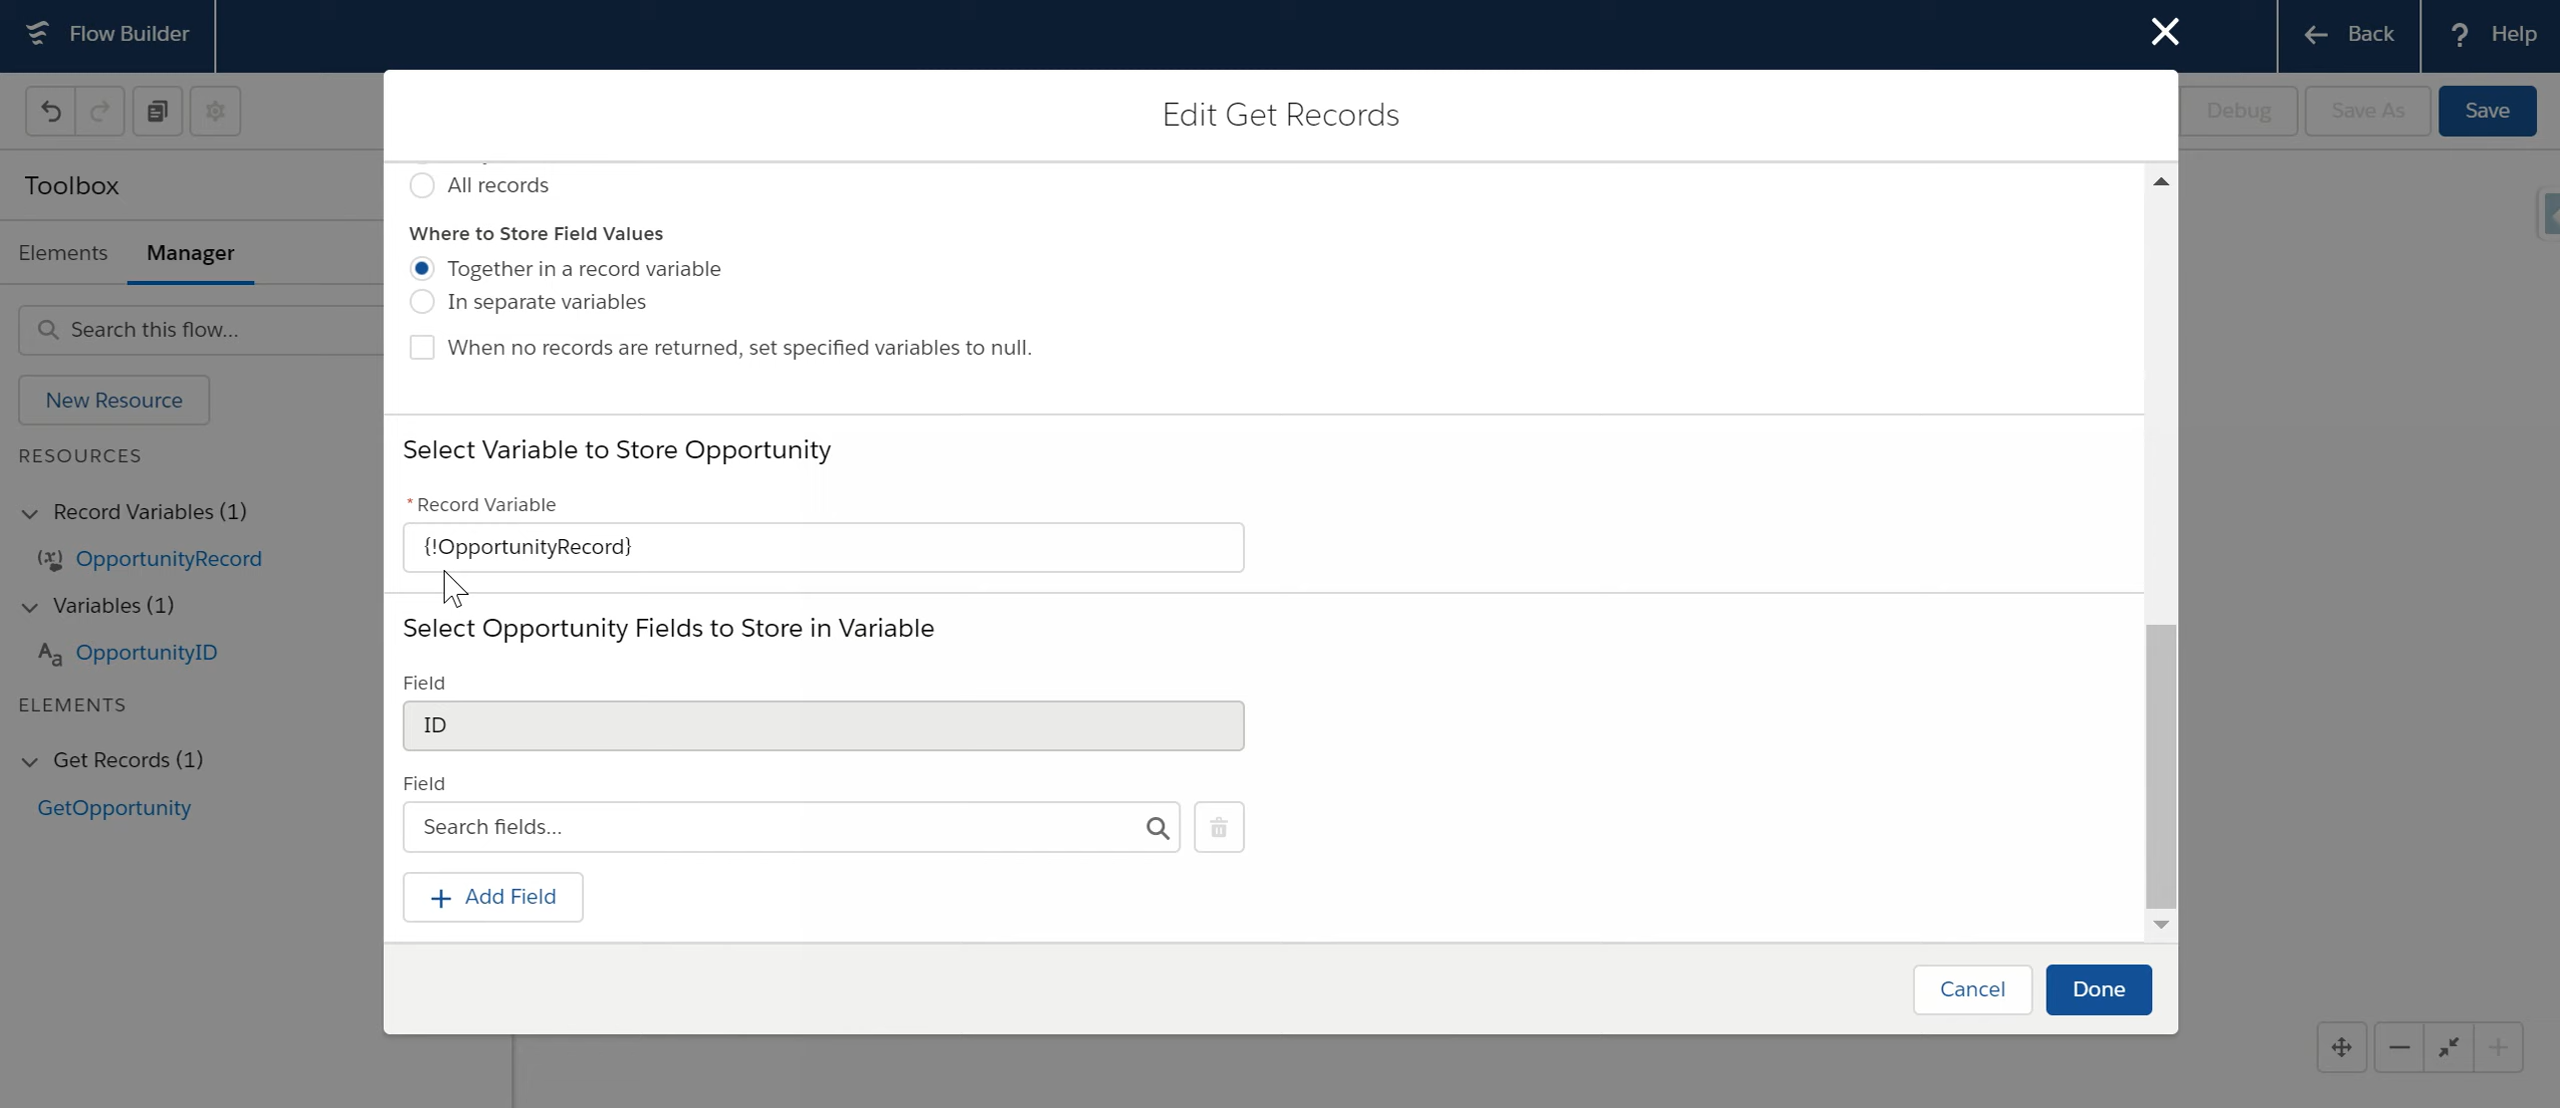 Flow Builder
Back
? Help
Debug
Save As
Save
Edit Get Records
Toolbox
Elements
Manager
Search this flow...
New Resource
RESOURCES
Record Variables (1)
OpportunityRecord
Variables (1)
Aa OpportunityID
ELEMENTS
Get Records (1)
GetOpportunity
All records
Where to Store Field Values
Together in a record variable
In separate variables
When no records are returned, set specified variables to null.
Select Variable to Store Opportunity
* Record Variable
{!OpportunityRecord}
Select Opportunity Fields to Store in Variable
Field
ID
Field
Search fields...
+ Add Field
Cancel
Done